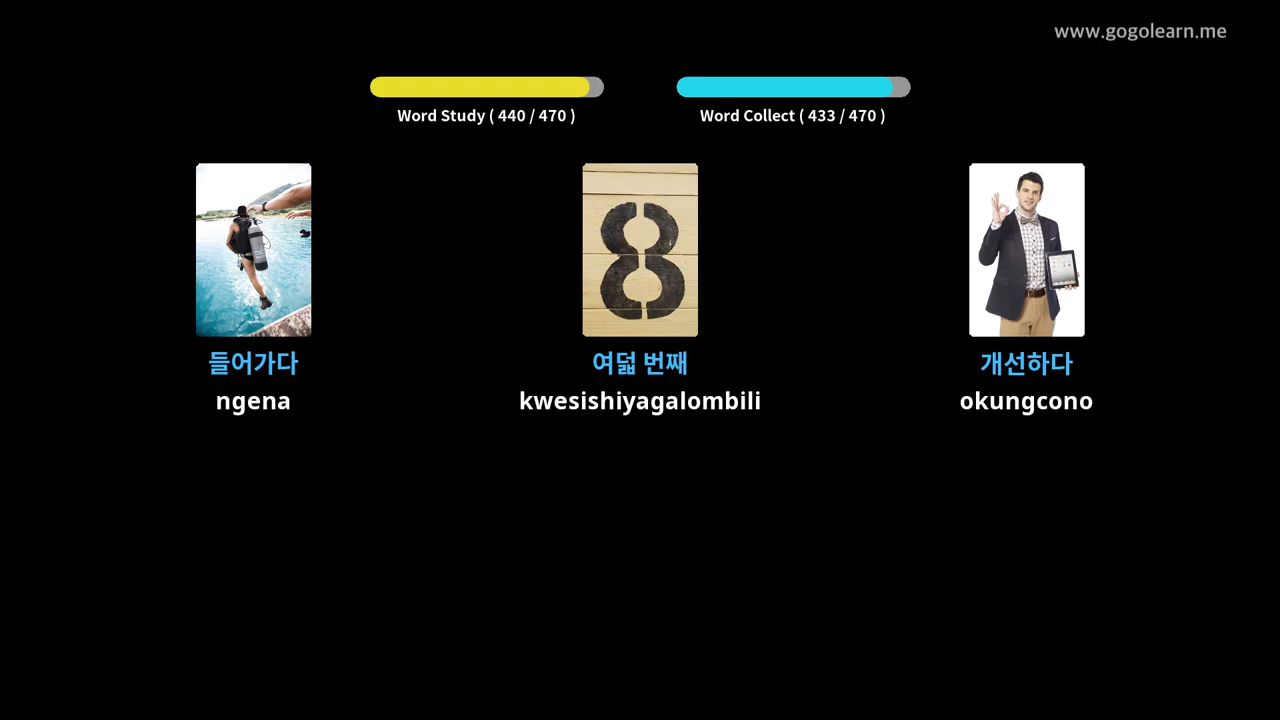 www.gogolearn.me
Word Study ( 440 / 470 )
Word Collect ( 433 / 470 )
8
들어가다
ngena
여덟 번째
kwesishiyagalombili
개선하다
okungcono